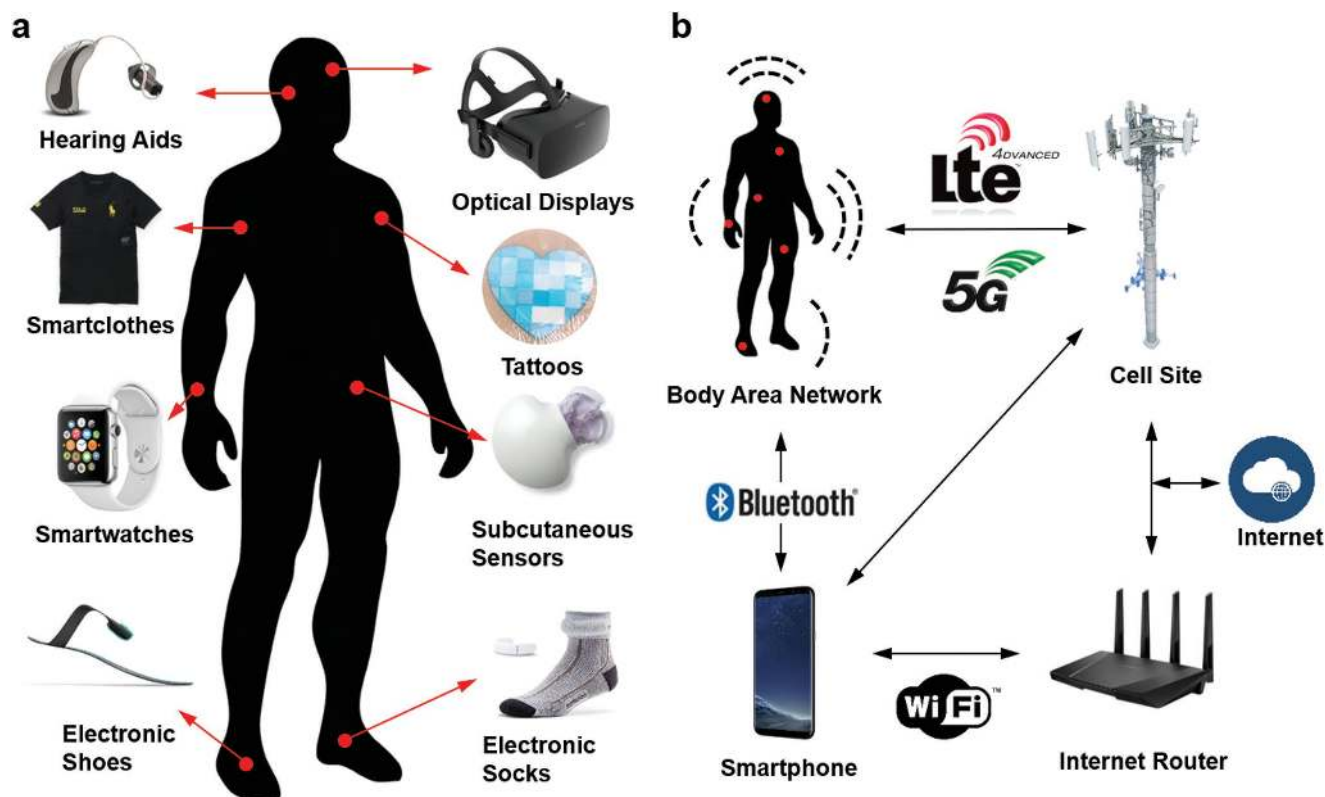 a
Hearing Aids
Optical Displays
Smartclothes
Tattoos
Smartwatches
Subcutaneous
Sensors
Electronic
Shoes
Electronic
Socks
b
Lte
4DVANCED
5G
Body Area Network
Cell Site
Bluetooth®
Internet
WiFi™
Smartphone
Internet Router